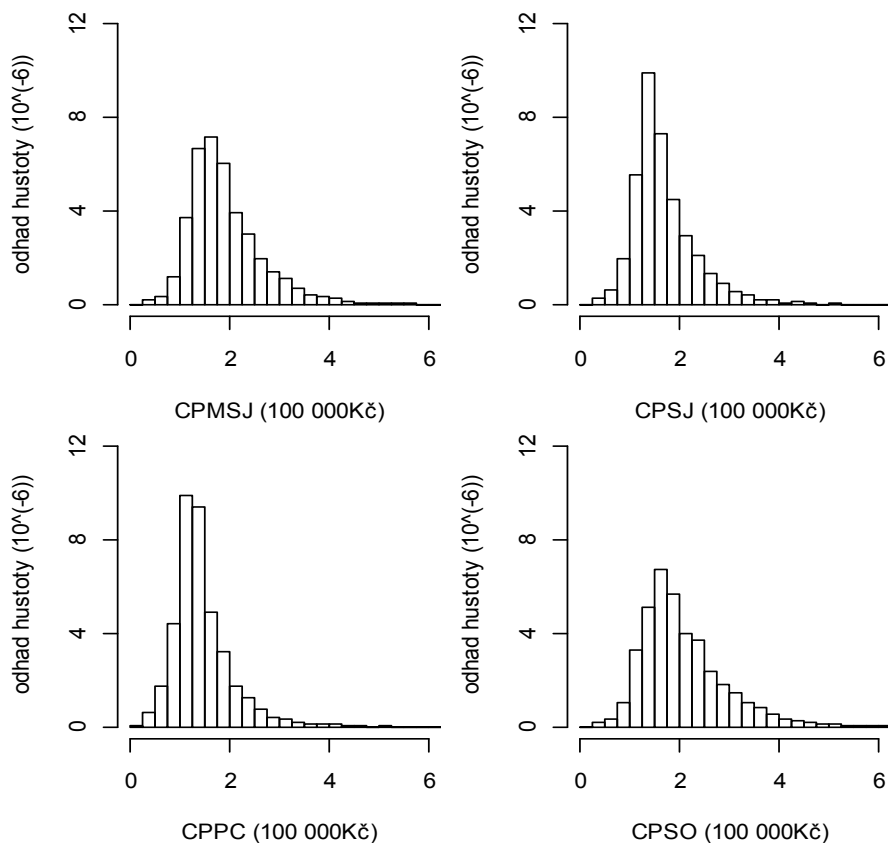 odhad hustoty (10^(-6))
12
8
4
0
0 2 4 6
CPMSJ (100 000Kč)
odhad hustoty (10^(-6))
12
8
4
0
0 2 4 6
CPSJ (100 000Kč)
odhad hustoty (10^(-6))
12
8
4
0
0 2 4 6
CPPC (100 000Kč)
odhad hustoty (10^(-6))
12
8
4
0
0 2 4 6
CPSO (100 000Kč)